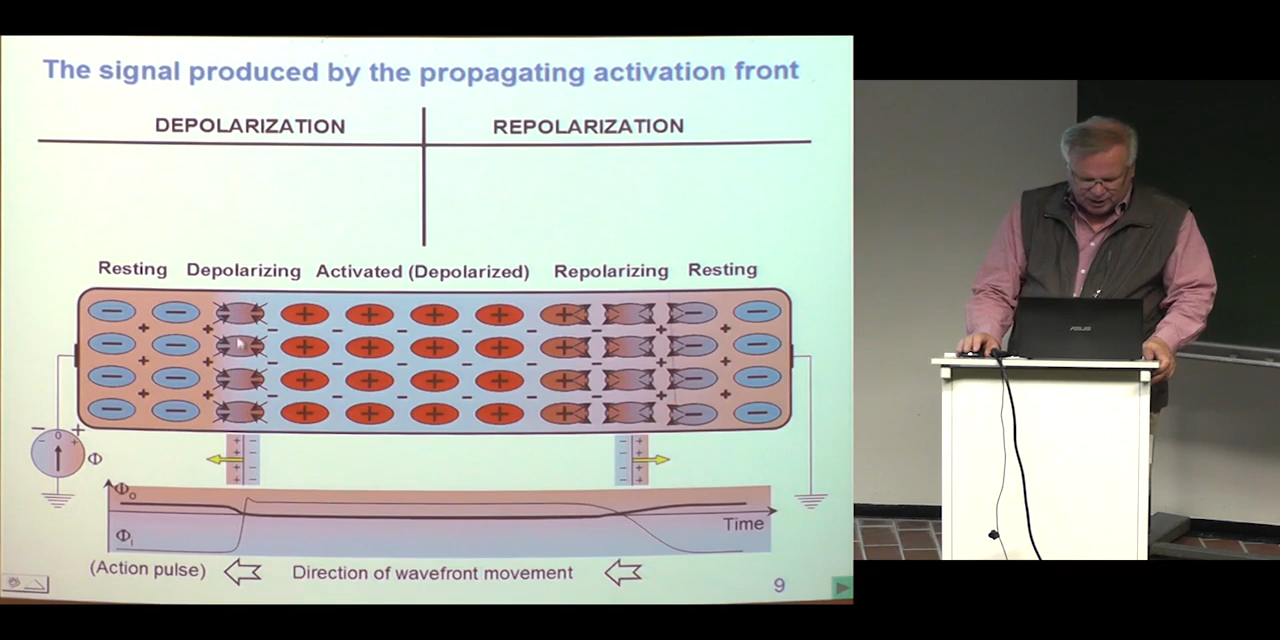 The signal produced by the propagating activation front
DEPOLARIZATION REPOLARIZATION
Resting Depolarizing Activated (Depolarized) Repolarizing Resting
Φ
Φo
Φi
Time
(Action pulse) Direction of wavefront movement
9
ASUS